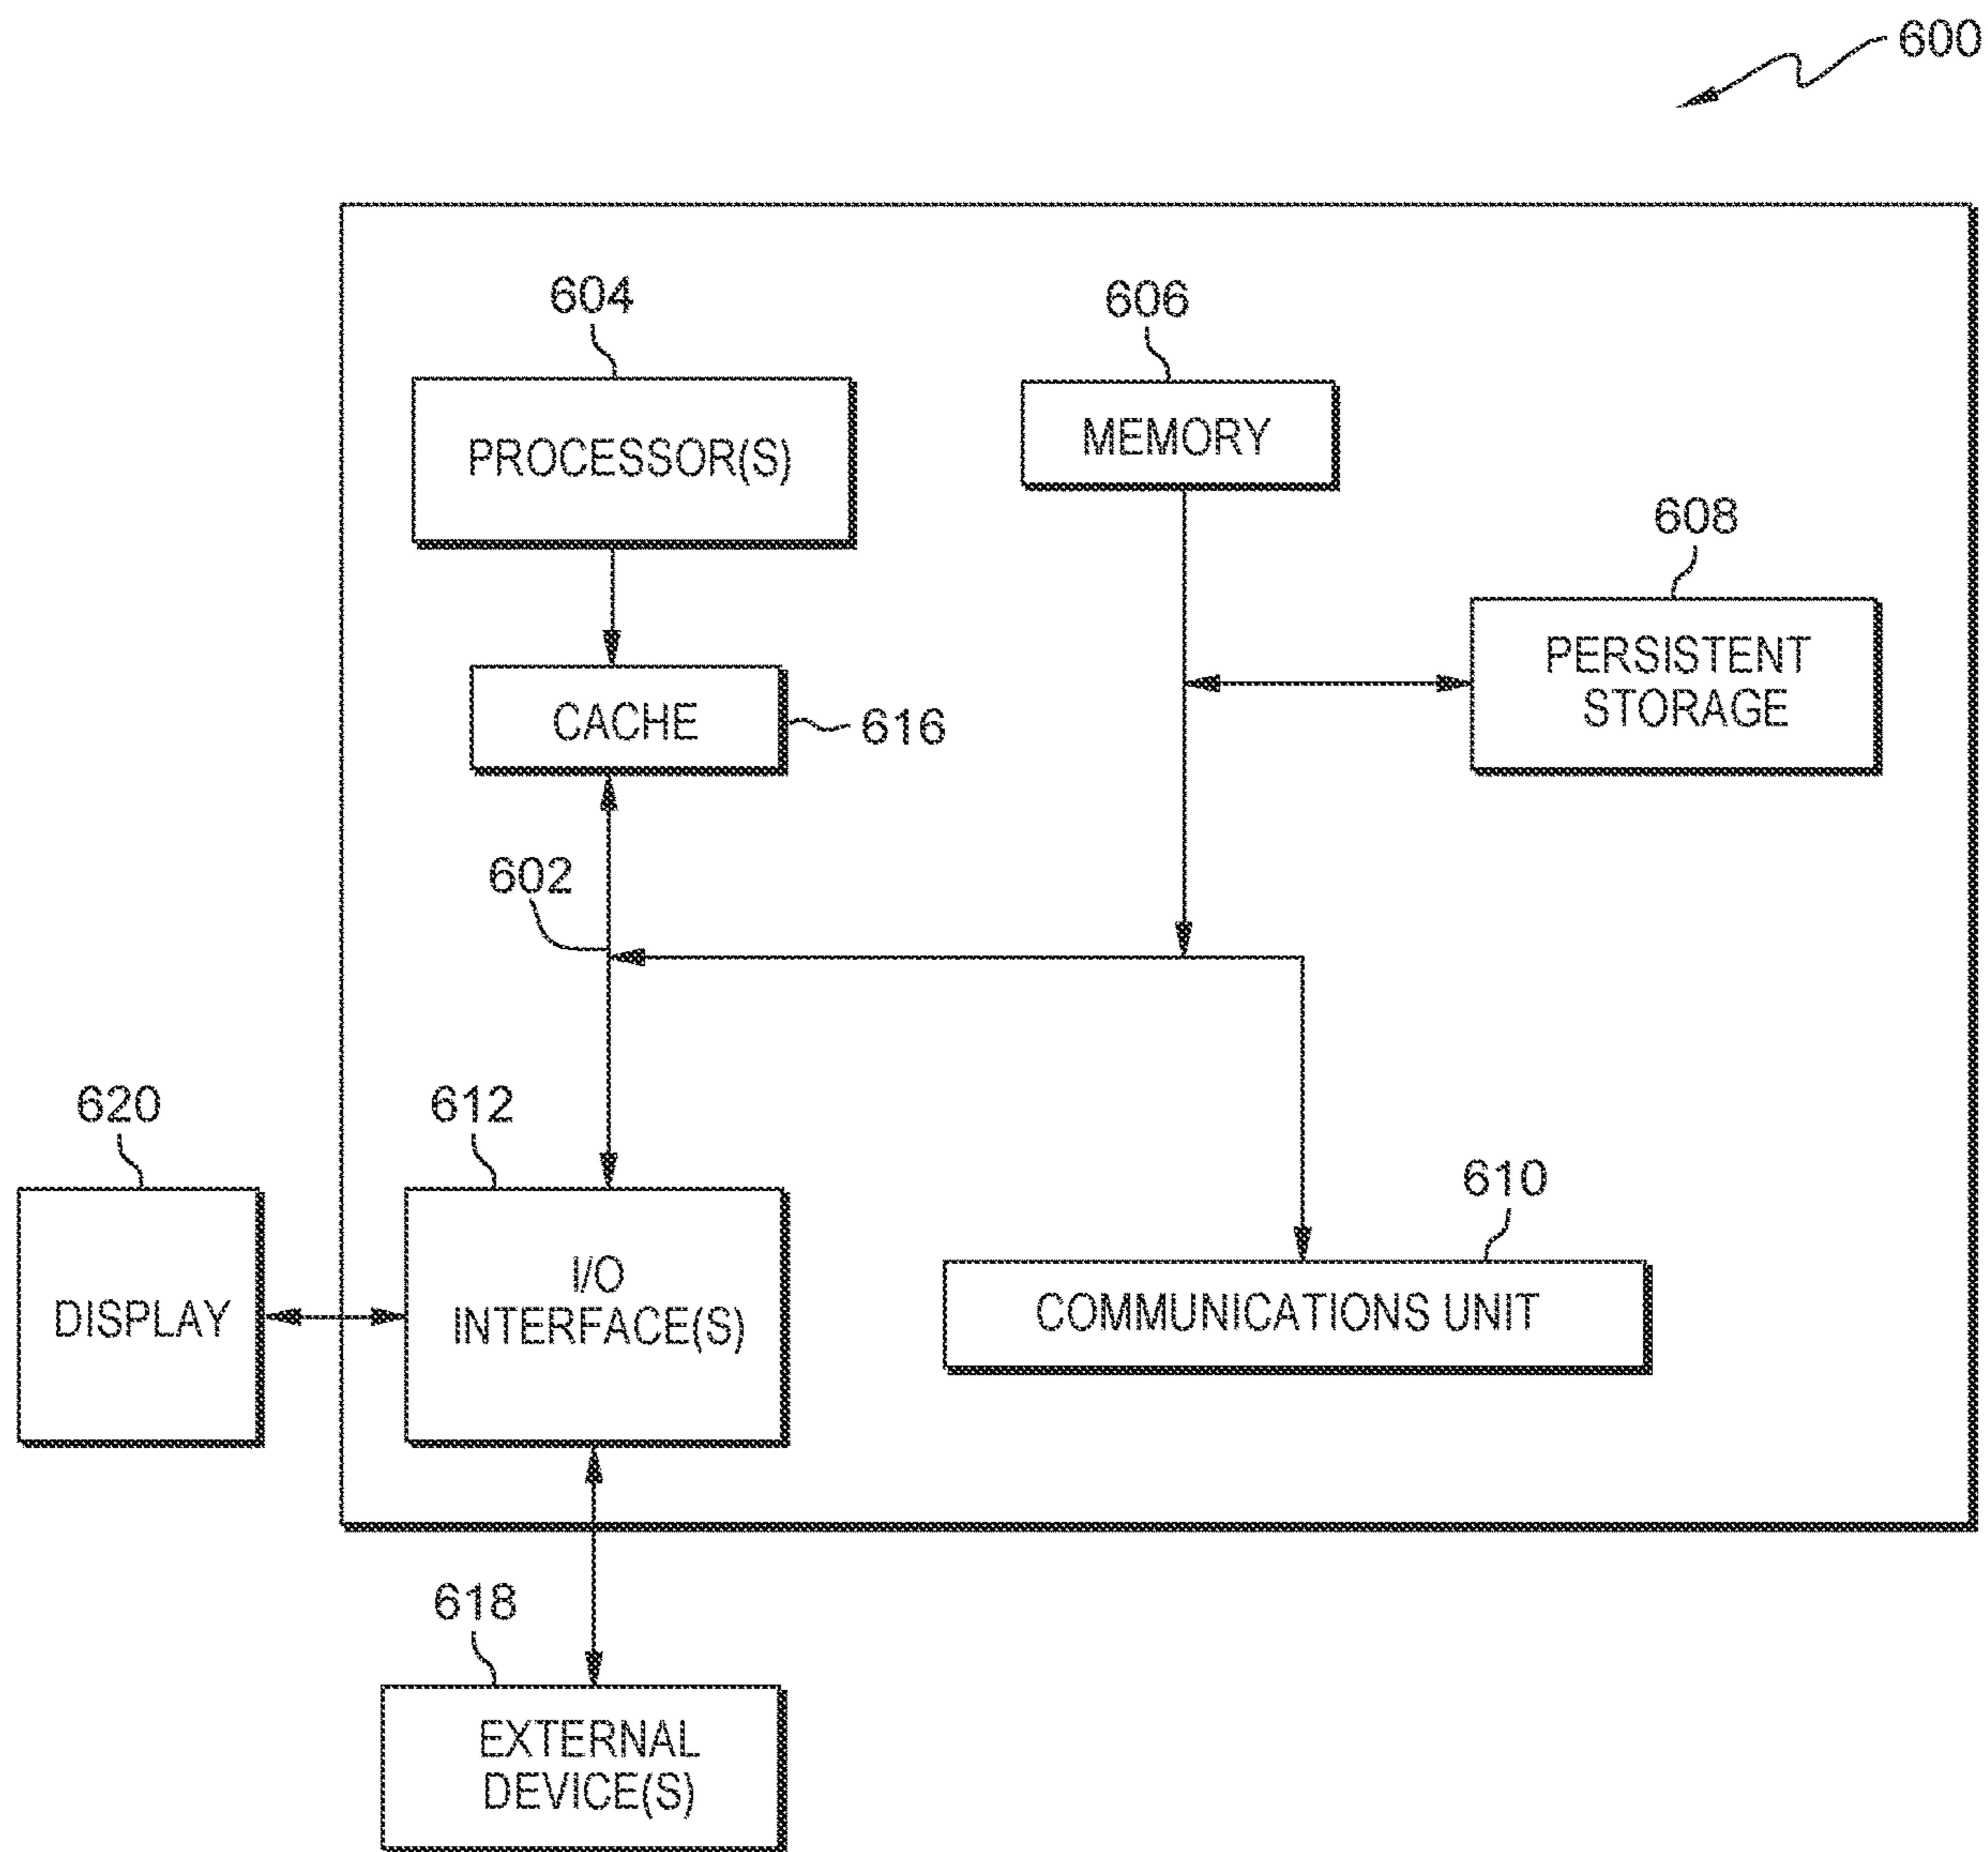 600
604
PROCESSOR(S)
606
MEMORY
608
PERSISTENT
STORAGE
CACHE
616
602
620
DISPLAY
612
I/O
INTERFACE(S)
610
COMMUNICATIONS UNIT
618
EXTERNAL
DEVICE(S)